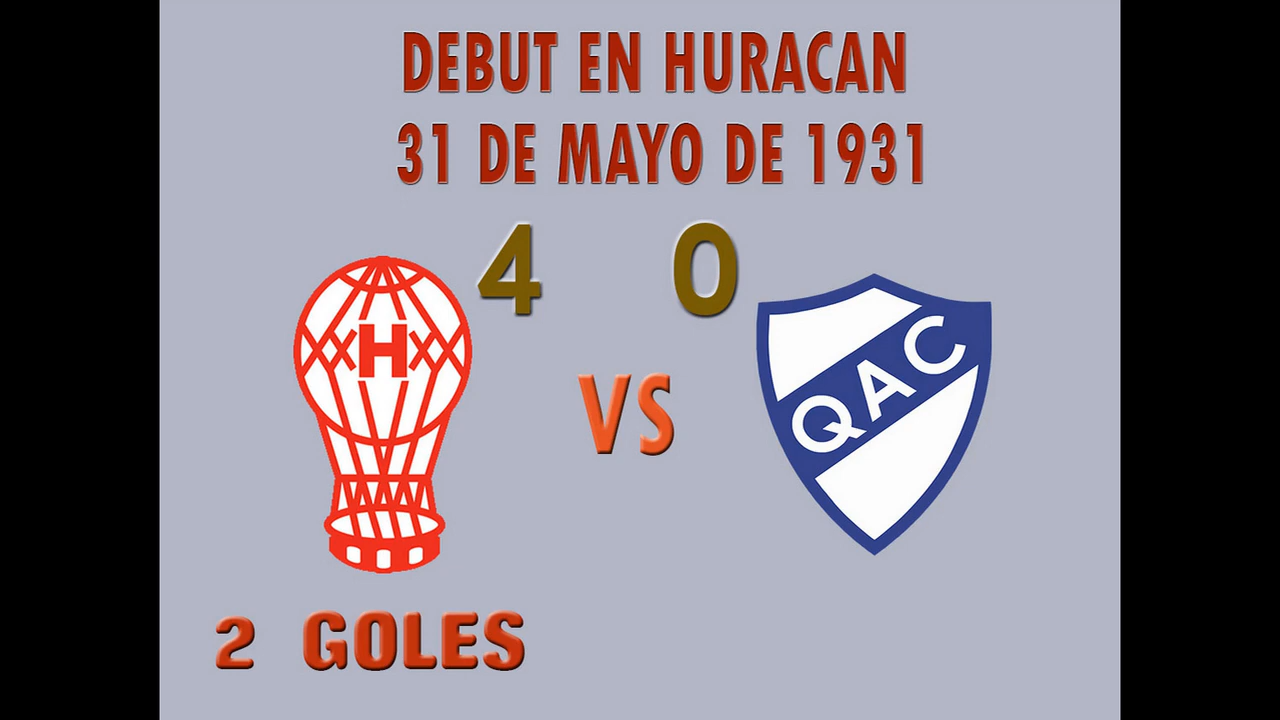 DEBUT EN HURACAN
31 DE MAYO DE 1931
4 0
H
VS
QAC
2 GOLES